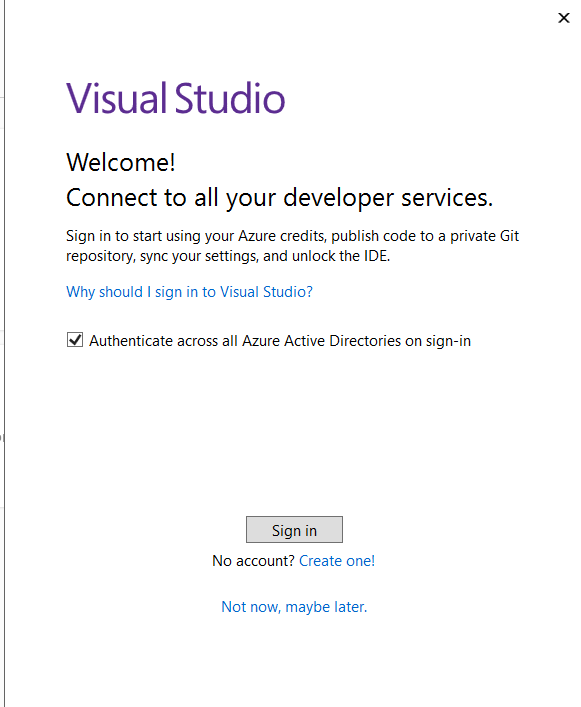 Visual Studio
Welcome!
Connect to all your developer services.
Sign in to start using your Azure credits, publish code to a private Git
repository, sync your settings, and unlock the IDE.
Why should I sign in to Visual Studio?
Authenticate across all Azure Active Directories on sign-in
Sign in
No account? Create one!
Not now, maybe later.